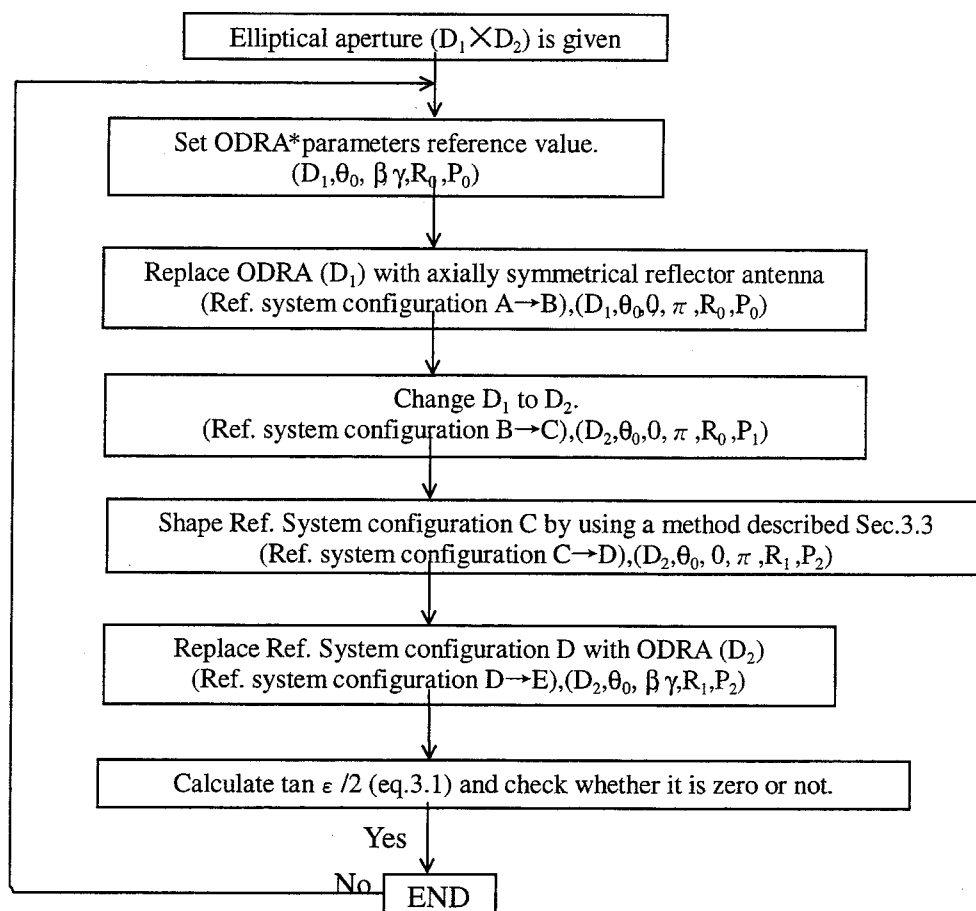 Elliptical aperture (D₁×D₂) is given
Set ODRA*parameters reference value.
(D₁,θ₀, β,γ,R₀,P₀)
Replace ODRA (D₁) with axially symmetrical reflector antenna
(Ref. system configuration A→B),(D₁,θ₀,0, π ,R₀,P₀)
Change D₁ to D₂.
(Ref. system configuration B→C),(D₂,θ₀,0, π ,R₀,P₁)
Shape Ref. System configuration C by using a method described Sec.3.3
(Ref. system configuration C→D),(D₂,θ₀, 0, π ,R₁,P₂)
Replace Ref. System configuration D with ODRA (D₂)
(Ref. system configuration D→E),(D₂,θ₀, β,γ,R₁,P₂)
Calculate tan ε /2 (eq.3.1) and check whether it is zero or not.
Yes
No
END